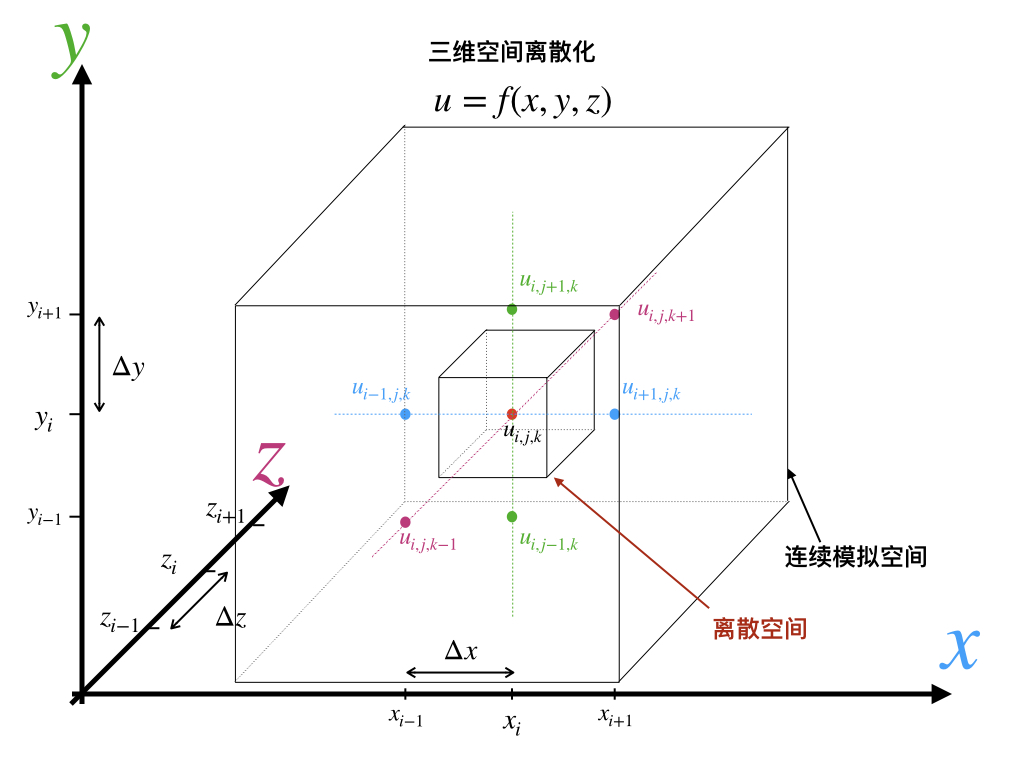 y
三维空间离散化
u = f(x, y, z)
u_{i,j+1,k}
y_{i+1}
u_{i,j,k+1}
Δy
u_{i-1,j,k}
u_{i+1,j,k}
y_i
u_{i,j,k}
z
z_{i+1}
y_{i-1}
u_{i,j,k-1}
u_{i,j-1,k}
连续模拟空间
z_i
z_{i-1}
Δz
离散空间
Δx
x
x_{i-1}
x_i
x_{i+1}